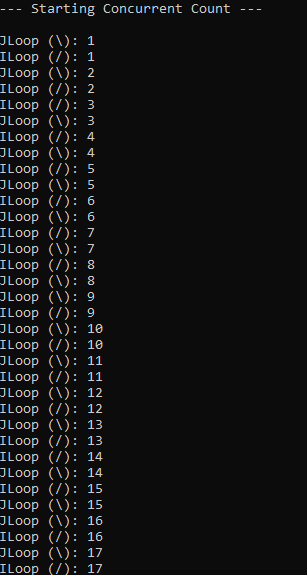 --- Starting Concurrent Count ---
JLoop (\): 1
ILoop (/): 1
JLoop (\): 2
ILoop (/): 2
ILoop (/): 3
JLoop (\): 3
ILoop (/): 4
JLoop (\): 4
ILoop (/): 5
JLoop (\): 5
ILoop (/): 6
JLoop (\): 6
ILoop (/): 7
JLoop (\): 7
ILoop (/): 8
JLoop (\): 8
JLoop (\): 9
ILoop (/): 9
JLoop (\): 10
ILoop (/): 10
JLoop (\): 11
ILoop (/): 11
JLoop (\): 12
ILoop (/): 12
JLoop (\): 13
ILoop (/): 13
ILoop (/): 14
JLoop (\): 14
ILoop (/): 15
JLoop (\): 15
JLoop (\): 16
ILoop (/): 16
JLoop (\): 17
ILoop (/): 17